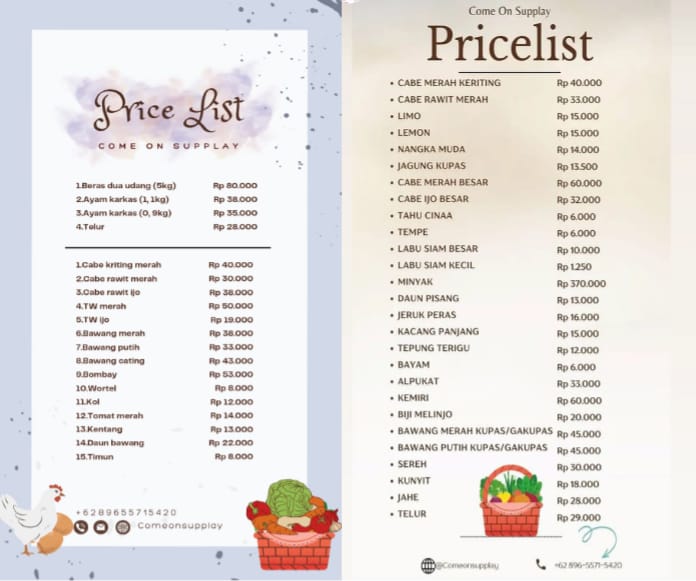 Price List
COME ON SUPPLAY
1.Beras dua udang (5kg) Rp 80.000
2.Ayam karkas (1, 1kg) Rp 38.000
3.Ayam karkas (0, 9kg) Rp 35.000
4.Telur Rp 28.000
1.Cabe kriting merah Rp 40.000
2.Cabe rawit merah Rp 30.000
3.Cabe rawit ijo Rp 38.000
4.TW merah Rp 50.000
5.TW ijo Rp 19.000
6.Bawang merah Rp 38.000
7.Bawang putih Rp 33.000
8.Bawang cating Rp 43.000
9.Bombay Rp 53.000
10.Wortel Rp 8.000
11.Kol Rp 12.000
12.Tomat merah Rp 14.000
13.Kentang Rp 13.000
14.Daun bawang Rp 22.000
15.Timun Rp 8.000
+6289655715420
@Comeonsupplay
Come On Supplay
Pricelist
• CABE MERAH KERITING Rp 40.000
• CABE RAWIT MERAH Rp 33.000
• LIMO Rp 15.000
• LEMON Rp 15.000
• NANGKA MUDA Rp 14.000
• JAGUNG KUPAS Rp 13.500
• CABE MERAH BESAR Rp 60.000
• CABE IJO BESAR Rp 32.000
• TAHU CINAA Rp 6.000
• TEMPE Rp 6.000
• LABU SIAM BESAR Rp 10.000
• LABU SIAM KECIL Rp 1.250
• MINYAK Rp 370.000
• DAUN PISANG Rp 13.000
• JERUK PERAS Rp 16.000
• KACANG PANJANG Rp 15.000
• TEPUNG TERIGU Rp 12.000
• BAYAM Rp 6.000
• ALPUKAT Rp 33.000
• KEMIRI Rp 60.000
• BIJI MELINJO Rp 20.000
• BAWANG MERAH KUPAS/GAKUPAS Rp 45.000
• BAWANG PUTIH KUPAS/GAKUPAS Rp 45.000
• SEREH Rp 30.000
• KUNYIT Rp 18.000
• JAHE Rp 28.000
• TELUR Rp 29.000
@Comeonsupplay
+62 896-5571-5420